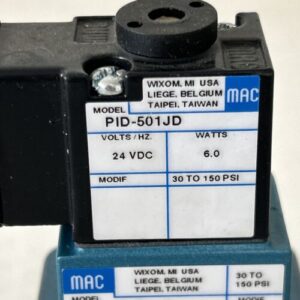 WIXOM, MI USA
LIEGE, BELGIUM
TAIPEI, TAIWAN
MAC
MODEL
PID-501JD
VOLTS / HZ.
WATTS
24 VDC
6.0
MODIF
30 TO 150 PSI
MAC
WIXOM, MI USA
LIEGE, BELGIUM
TAIPEI, TAIWAN
30 TO
150 PSI
MODEL